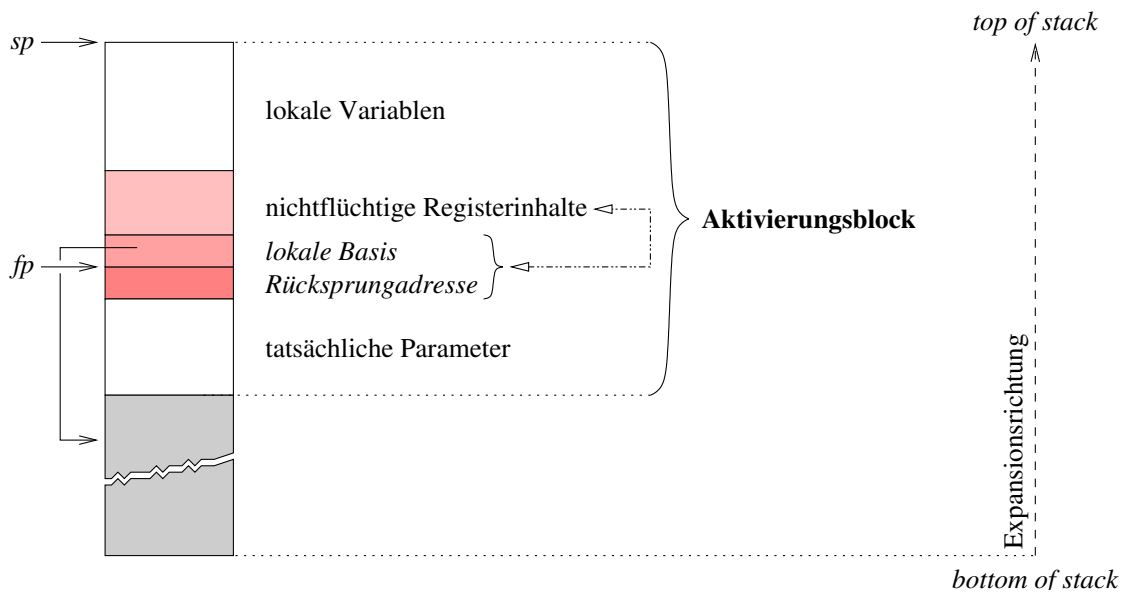 top of stack
sp
lokale Variablen
nichtflüchtige Registerinhalte
Aktivierungsblock
lokale Basis
fp
Rücksprungadresse
tatsächliche Parameter
Expansionsrichtung
bottom of stack